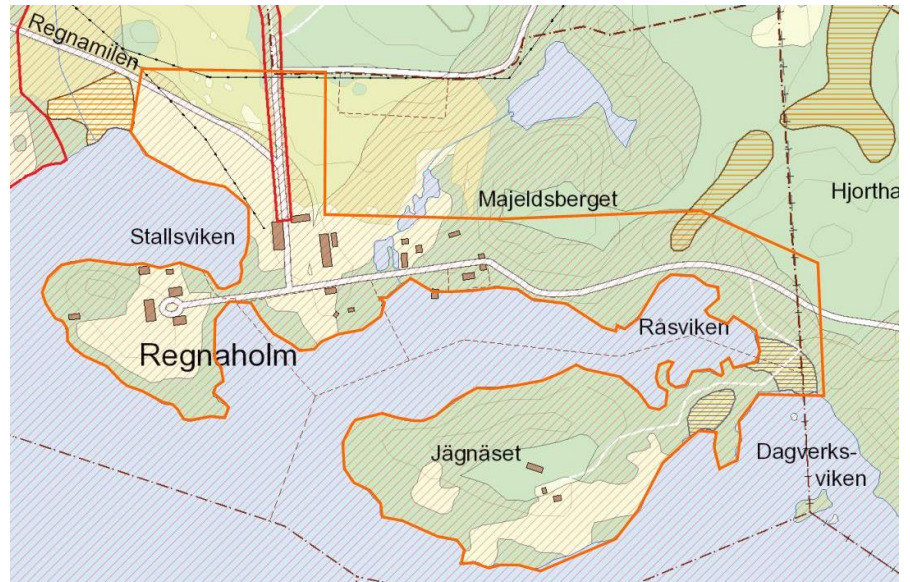 Regnamilen
Majeldsberget
Hjortha
Stallsviken
Råsviken
Regnaholm
Jägnäset
Dagverks-
viken